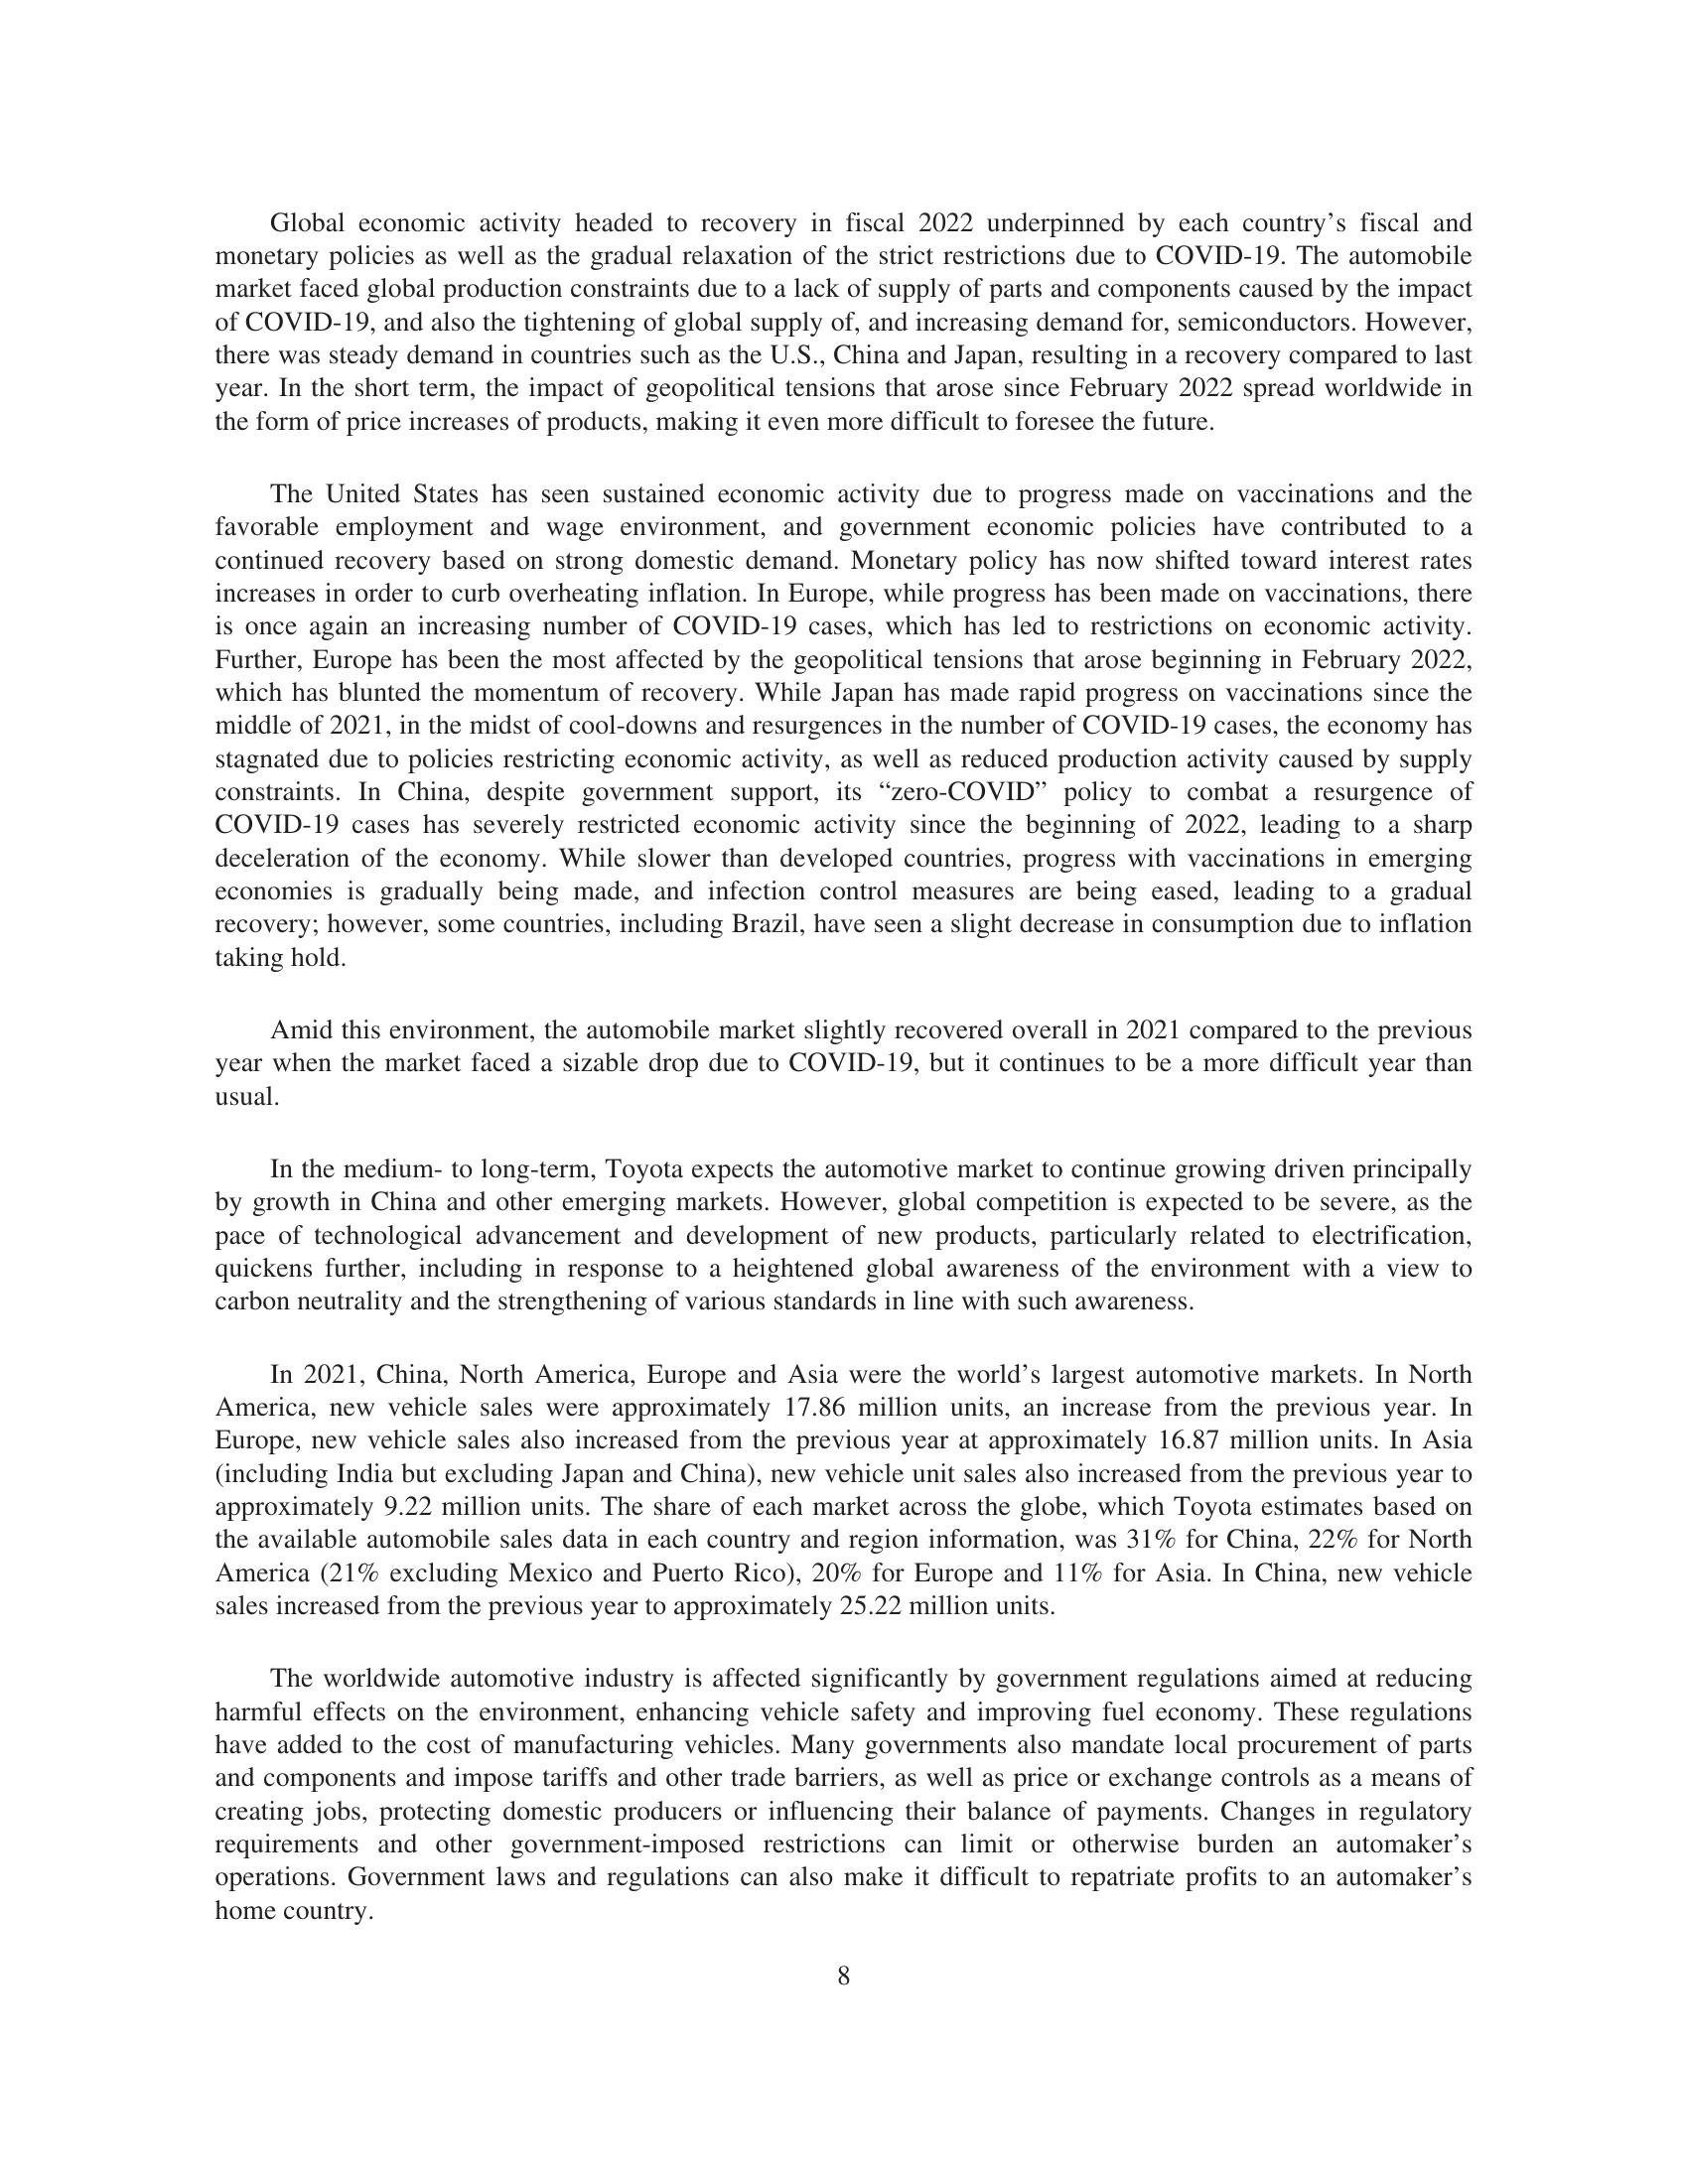 Global economic activity headed to recovery in fiscal 2022 underpinned by each country’s fiscal and
monetary policies as well as the gradual relaxation of the strict restrictions due to COVID-19. The automobile
market faced global production constraints due to a lack of supply of parts and components caused by the impact
of COVID-19, and also the tightening of global supply of, and increasing demand for, semiconductors. However,
there was steady demand in countries such as the U.S., China and Japan, resulting in a recovery compared to last
year. In the short term, the impact of geopolitical tensions that arose since February 2022 spread worldwide in
the form of price increases of products, making it even more difficult to foresee the future.
The United States has seen sustained economic activity due to progress made on vaccinations and the
favorable employment and wage environment, and government economic policies have contributed to a
continued recovery based on strong domestic demand. Monetary policy has now shifted toward interest rates
increases in order to curb overheating inflation. In Europe, while progress has been made on vaccinations, there
is once again an increasing number of COVID-19 cases, which has led to restrictions on economic activity.
Further, Europe has been the most affected by the geopolitical tensions that arose beginning in February 2022,
which has blunted the momentum of recovery. While Japan has made rapid progress on vaccinations since the
middle of 2021, in the midst of cool-downs and resurgences in the number of COVID-19 cases, the economy has
stagnated due to policies restricting economic activity, as well as reduced production activity caused by supply
constraints. In China, despite government support, its “zero-COVID” policy to combat a resurgence of
COVID-19 cases has severely restricted economic activity since the beginning of 2022, leading to a sharp
deceleration of the economy. While slower than developed countries, progress with vaccinations in emerging
economies is gradually being made, and infection control measures are being eased, leading to a gradual
recovery; however, some countries, including Brazil, have seen a slight decrease in consumption due to inflation
taking hold.
Amid this environment, the automobile market slightly recovered overall in 2021 compared to the previous
year when the market faced a sizable drop due to COVID-19, but it continues to be a more difficult year than
usual.
In the medium- to long-term, Toyota expects the automotive market to continue growing driven principally
by growth in China and other emerging markets. However, global competition is expected to be severe, as the
pace of technological advancement and development of new products, particularly related to electrification,
quickens further, including in response to a heightened global awareness of the environment with a view to
carbon neutrality and the strengthening of various standards in line with such awareness.
In 2021, China, North America, Europe and Asia were the world’s largest automotive markets. In North
America, new vehicle sales were approximately 17.86 million units, an increase from the previous year. In
Europe, new vehicle sales also increased from the previous year at approximately 16.87 million units. In Asia
(including India but excluding Japan and China), new vehicle unit sales also increased from the previous year to
approximately 9.22 million units. The share of each market across the globe, which Toyota estimates based on
the available automobile sales data in each country and region information, was 31% for China, 22% for North
America (21% excluding Mexico and Puerto Rico), 20% for Europe and 11% for Asia. In China, new vehicle
sales increased from the previous year to approximately 25.22 million units.
The worldwide automotive industry is affected significantly by government regulations aimed at reducing
harmful effects on the environment, enhancing vehicle safety and improving fuel economy. These regulations
have added to the cost of manufacturing vehicles. Many governments also mandate local procurement of parts
and components and impose tariffs and other trade barriers, as well as price or exchange controls as a means of
creating jobs, protecting domestic producers or influencing their balance of payments. Changes in regulatory
requirements and other government-imposed restrictions can limit or otherwise burden an automaker’s
operations. Government laws and regulations can also make it difficult to repatriate profits to an automaker’s
home country.
8